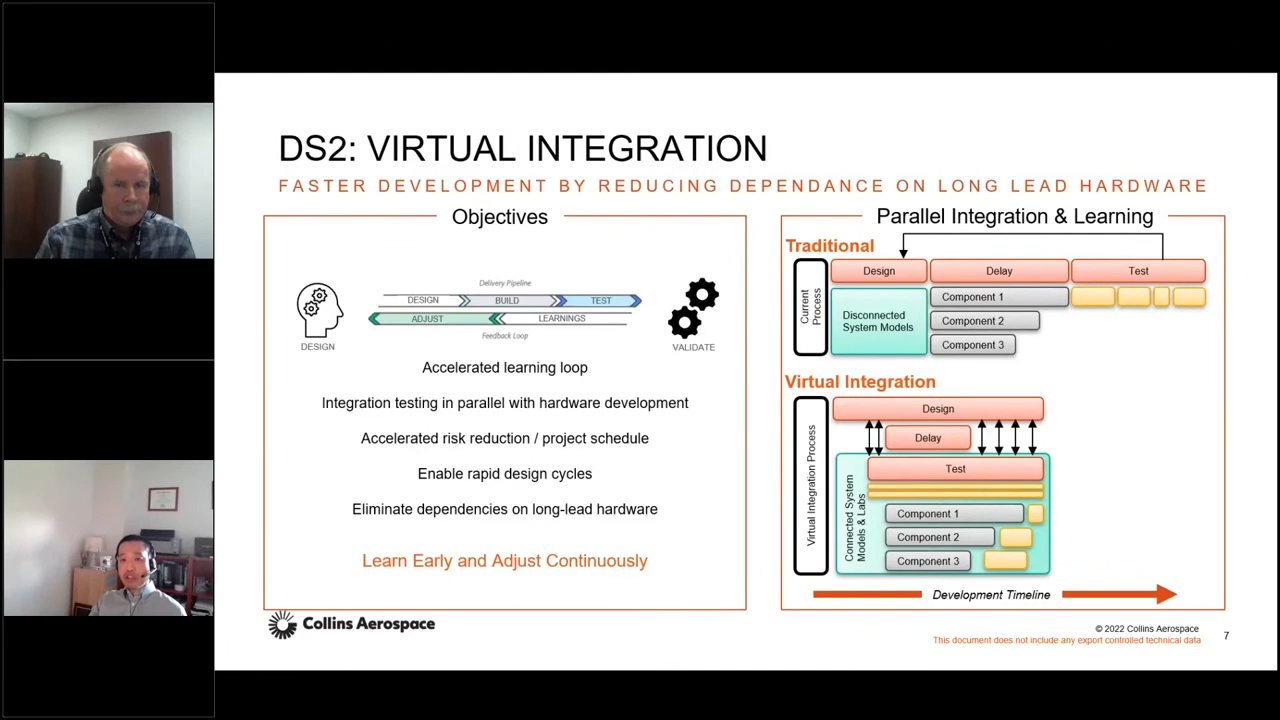 DS2: VIRTUAL INTEGRATION
FASTER DEVELOPMENT BY REDUCING DEPENDANCE ON LONG LEAD HARDWARE
Objectives
Delivery Pipeline
DESIGN
BUILD
TEST
ADJUST
LEARNINGS
Feedback Loop
DESIGN
VALIDATE
Accelerated learning loop
Integration testing in parallel with hardware development
Accelerated risk reduction / project schedule
Enable rapid design cycles
Eliminate dependencies on long-lead hardware
Learn Early and Adjust Continuously
Parallel Integration & Learning
Traditional
Current
Process
Design
Delay
Test
Disconnected
System Models
Component 1
Component 2
Component 3
Virtual Integration
Virtual Integration Process
Design
Delay
Test
Connected System
Models & Labs
Component 1
Component 2
Component 3
Development Timeline
Collins Aerospace
© 2022 Collins Aerospace
This document does not include any export controlled technical data
7